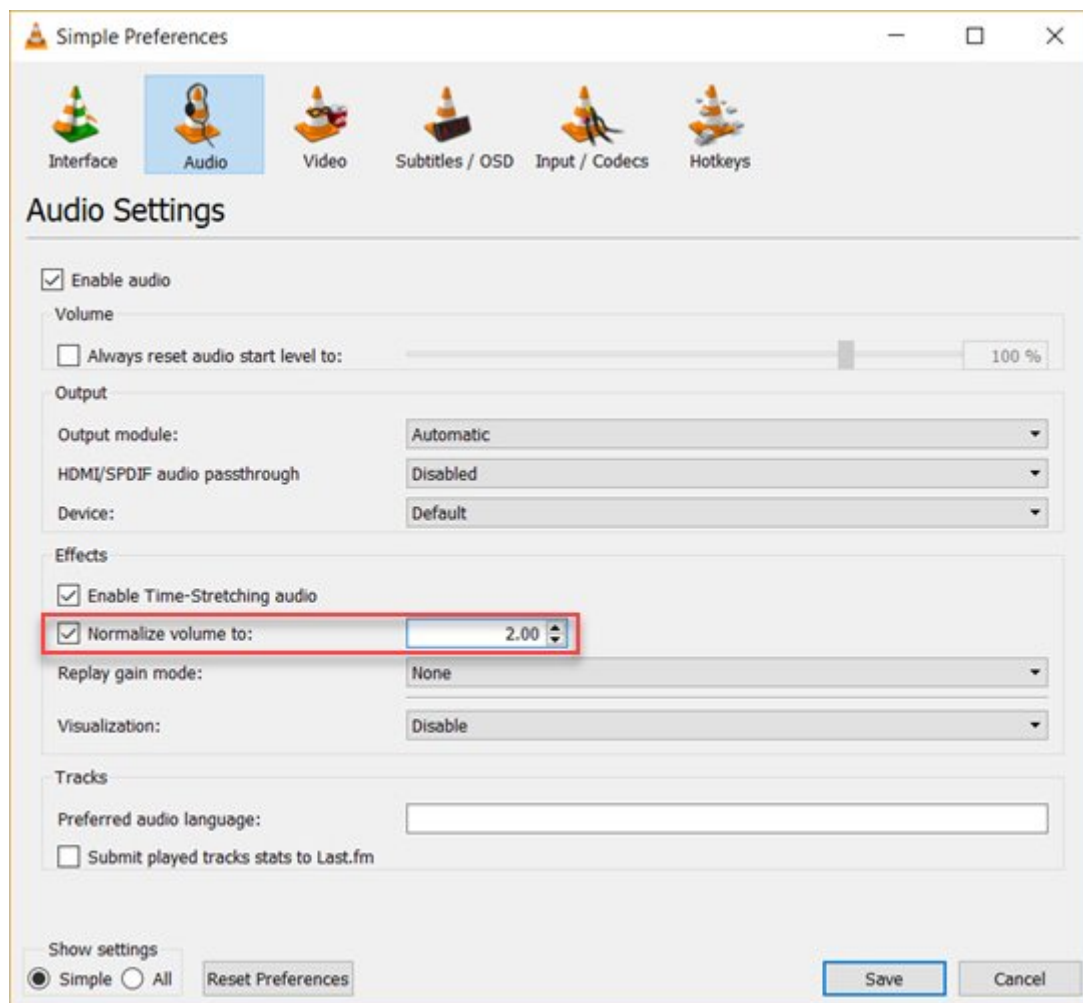 Simple Preferences
Interface Audio Video Subtitles / OSD Input / Codecs Hotkeys
Audio Settings
Enable audio
Volume
Always reset audio start level to: 100 %
Output
Output module: Automatic
HDMI/SPDIF audio passthrough Disabled
Device: Default
Effects
Enable Time-Stretching audio
Normalize volume to: 2.00
Replay gain mode: None
Visualization: Disable
Tracks
Preferred audio language:
Submit played tracks stats to Last.fm
Show settings
Simple All Reset Preferences Save Cancel